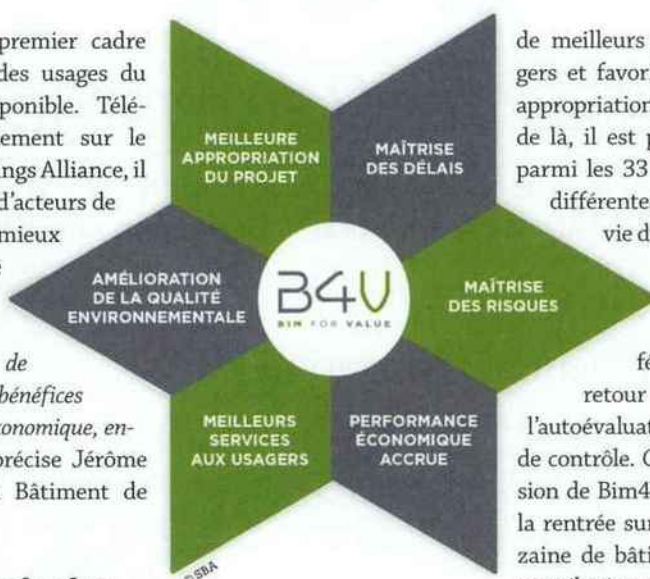 premier cadre
des usages du
ponible. Télé-
ement sur le
ngs Alliance, il
d'acteurs de
mieux
de
bénéfices
onomique, en-
précise Jérôme
Bâtiment de
MEILLEURE
APPROPRIATION
DU PROJET
MAÎTRISE
DES DÉLAIS
AMÉLIORATION
DE LA QUALITÉ
ENVIRONNEMENTALE
B4V
BIM FOR VALUE
MAÎTRISE
DES RISQUES
MEILLEURS
SERVICES
AUX USAGERS
PERFORMANCE
ÉCONOMIQUE
ACCRUE
©SBA
de meilleurs
gers et favori
appropriation
de là, il est p
parmi les 33
différente
vie d
fé
retour
l'autoévaluat
de contrôle. C
sion de Bim4
la rentrée sur
zaine de bâti